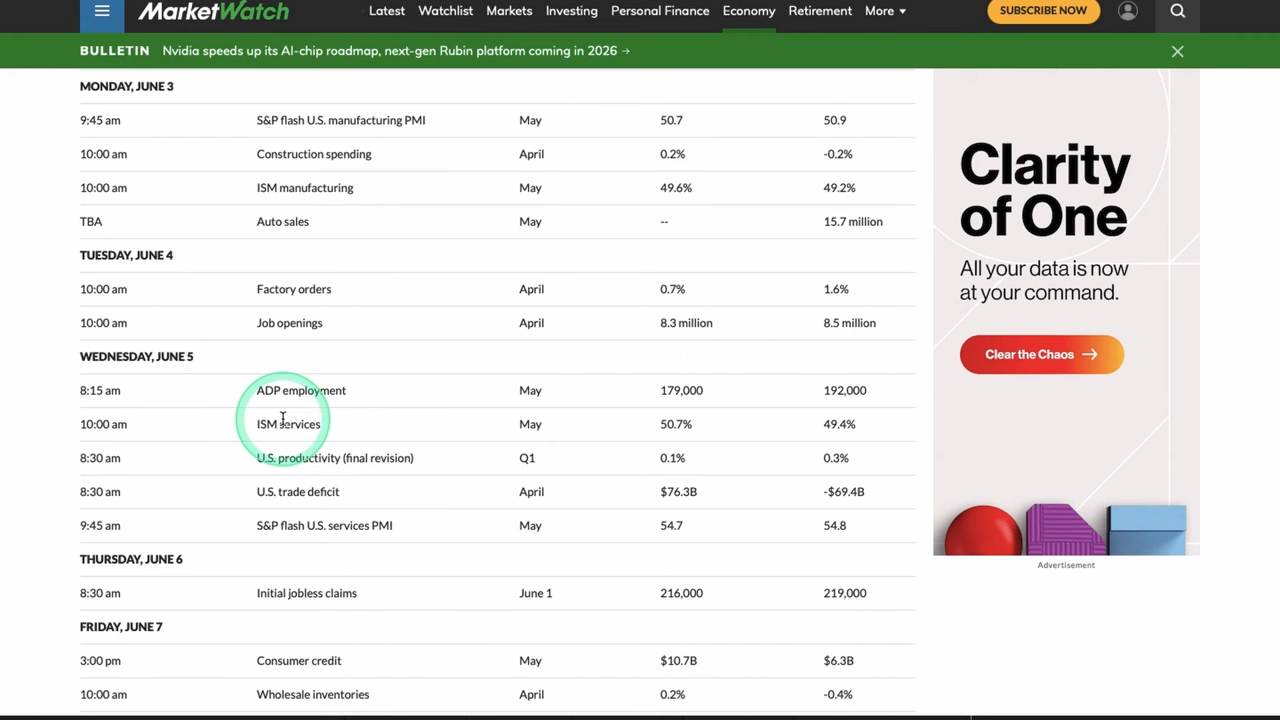 MarketWatch Latest Watchlist Markets Investing Personal Finance Economy Retirement More SUBSCRIBE NOW
BULLETIN Nvidia speeds up its AI-chip roadmap, next-gen Rubin platform coming in 2026 →
MONDAY, JUNE 3
9:45 am S&P flash U.S. manufacturing PMI May 50.7 50.9
10:00 am Construction spending April 0.2% -0.2%
10:00 am ISM manufacturing May 49.6% 49.2%
TBA Auto sales May -- 15.7 million
TUESDAY, JUNE 4
10:00 am Factory orders April 0.7% 1.6%
10:00 am Job openings April 8.3 million 8.5 million
WEDNESDAY, JUNE 5
8:15 am ADP employment May 179,000 192,000
10:00 am ISM services May 50.7% 49.4%
8:30 am U.S. productivity (final revision) Q1 0.1% 0.3%
8:30 am U.S. trade deficit April $76.3B -$69.4B
9:45 am S&P flash U.S. services PMI May 54.7 54.8
THURSDAY, JUNE 6
8:30 am Initial jobless claims June 1 216,000 219,000
FRIDAY, JUNE 7
3:00 pm Consumer credit May $10.7B $6.3B
10:00 am Wholesale inventories April 0.2% -0.4%
Clarity
of One
All your data is now
at your command.
Clear the Chaos →
Advertisement